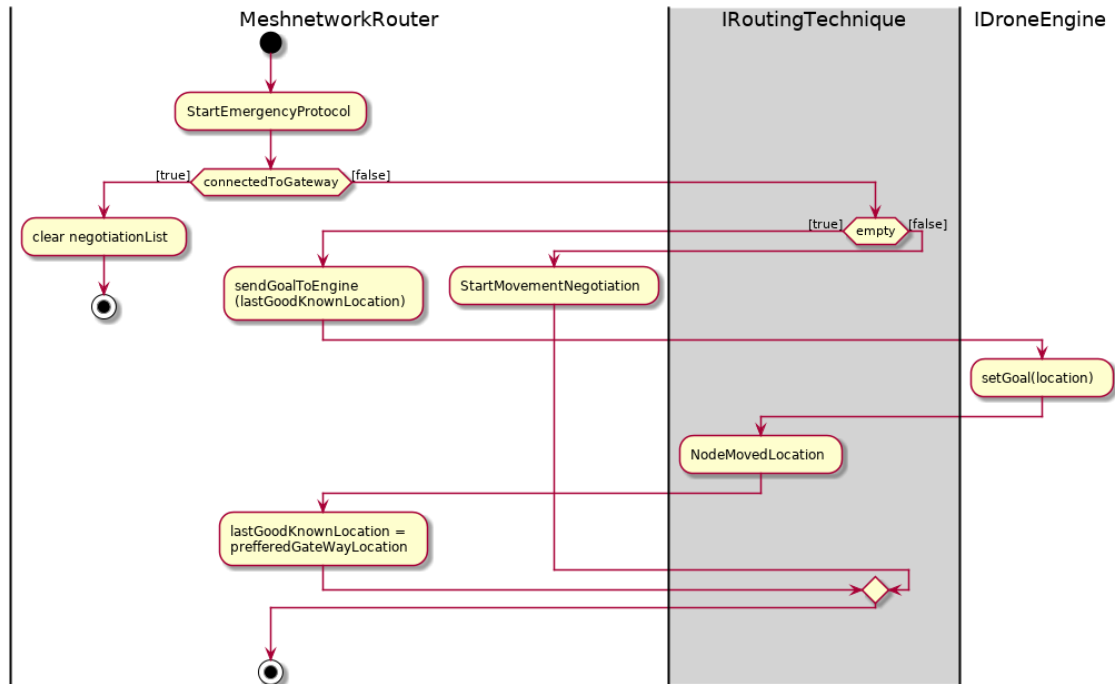 MeshnetworkRouter
IRoutingTechnique
IDroneEngine
StartEmergencyProtocol
[true]
connectedToGateway
[false]
clear negotiationList
[true]
empty
[false]
sendGoalToEngine
(lastGoodKnownLocation)
StartMovementNegotiation
setGoal(location)
NodeMovedLocation
lastGoodKnownLocation =
prefferedGateWayLocation